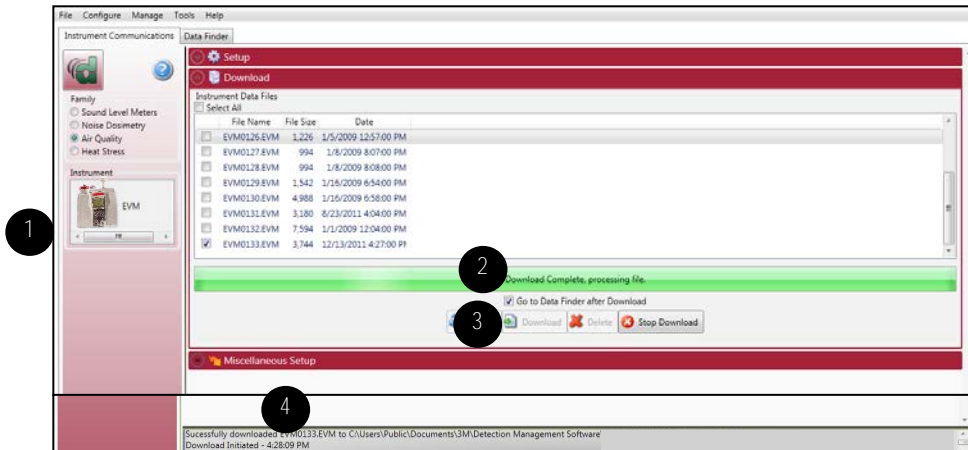 File Configure Manage Tools Help
Instrument Communications Data Finder
Setup
Download
Family
Sound Level Meters
Noise Dosimetry
Air Quality
Heat Stress
Instrument
EVM
1
Instrument Data Files
Select All
File Name File Size Date
EVM0126.EVM 1,226 1/5/2009 12:57:00 PM
EVM0127.EVM 994 1/8/2009 8:07:00 PM
EVM0128.EVM 994 1/8/2009 8:08:00 PM
EVM0129.EVM 1,542 1/16/2009 6:54:00 PM
EVM0130.EVM 4,988 1/16/2009 6:58:00 PM
EVM0131.EVM 3,180 8/23/2011 4:04:00 PM
EVM0132.EVM 7,594 1/1/2009 12:04:00 PM
EVM0133.EVM 3,744 12/13/2011 4:27:00 PM
2
Download Complete, processing file.
Go to Data Finder after Download
3
Download Delete Stop Download
Miscellaneous Setup
4
Sucessfully downloaded EVM0133.EVM to C:\Users\Public\Documents\3M\Detection Management Software\
Download Initiated - 4:28:09 PM